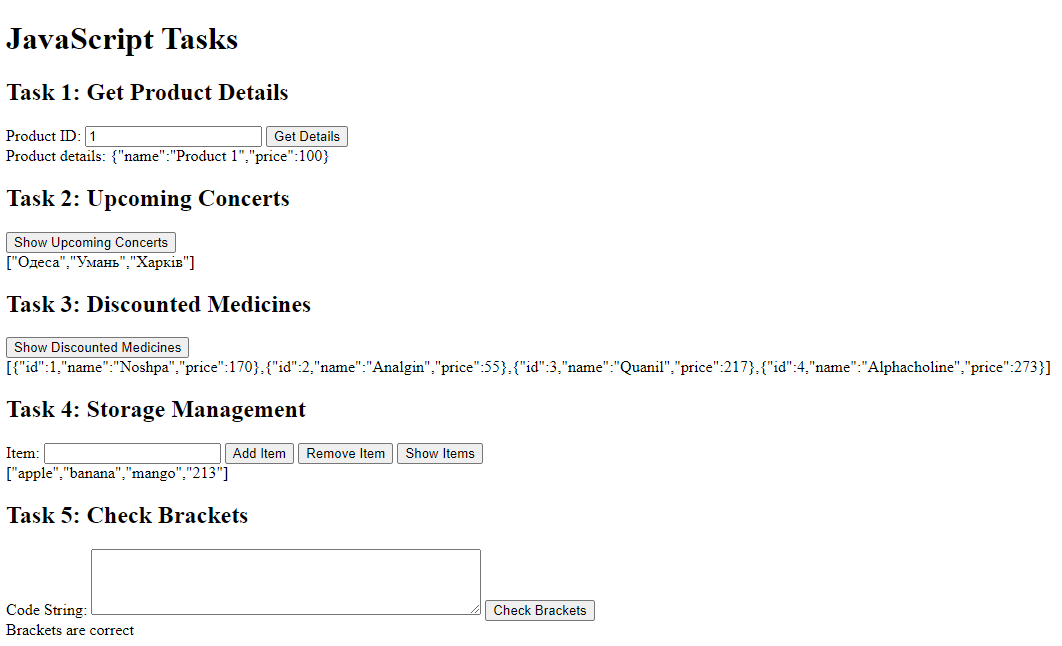 JavaScript Tasks
Task 1: Get Product Details
Product ID: 1 Get Details
Product details: {"name":"Product 1","price":100}
Task 2: Upcoming Concerts
Show Upcoming Concerts
["Одеса","Умань","Харків"]
Task 3: Discounted Medicines
Show Discounted Medicines
[{"id":1,"name":"Noshpa","price":170},{"id":2,"name":"Analgin","price":55},{"id":3,"name":"Quanil","price":217},{"id":4,"name":"Alphacholine","price":273}]
Task 4: Storage Management
Item: Add Item Remove Item Show Items
["apple","banana","mango","213"]
Task 5: Check Brackets
Code String: Check Brackets
Brackets are correct